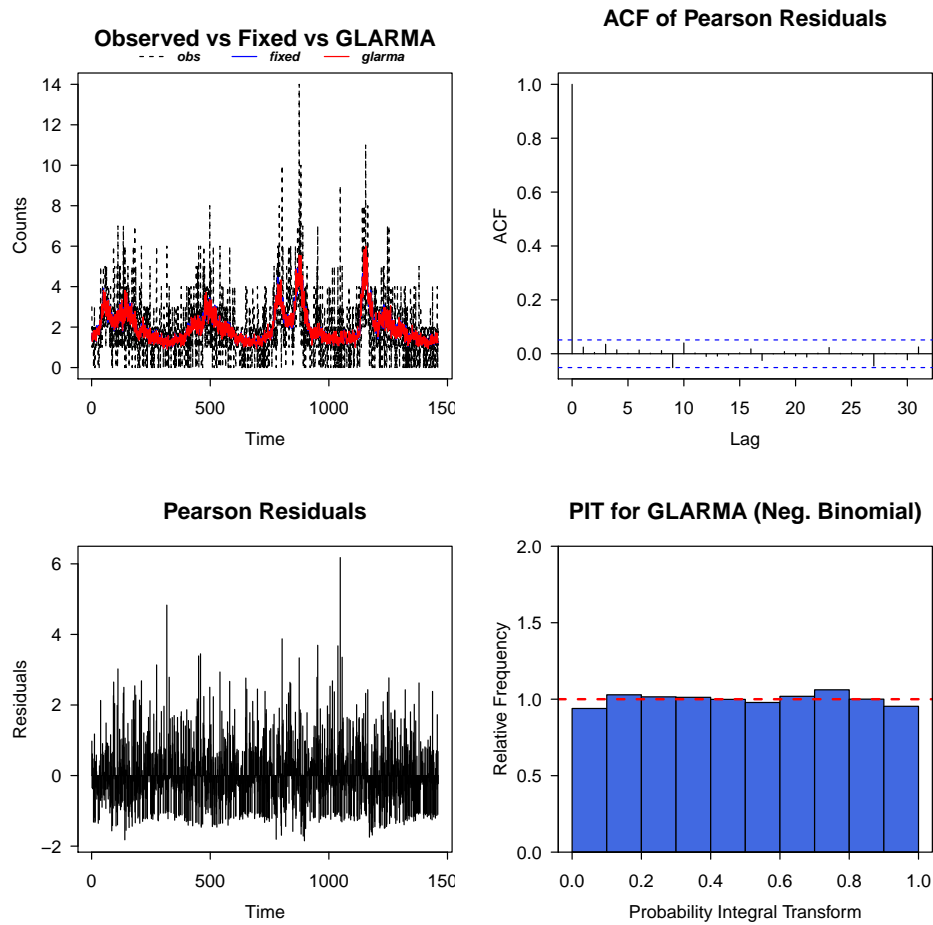 Observed vs Fixed vs GLARMA
obs fixed glarma
14
12
10
8
6
4
2
0
Counts
0 500 1000 150
Time
ACF of Pearson Residuals
1.0
0.8
0.6
0.4
0.2
0.0
ACF
0 5 10 15 20 25 30
Lag
Pearson Residuals
6
4
2
0
−2
Residuals
0 500 1000 150
Time
PIT for GLARMA (Neg. Binomial)
2.0
1.5
1.0
0.5
0.0
Relative Frequency
0.0 0.2 0.4 0.6 0.8 1.0
Probability Integral Transform